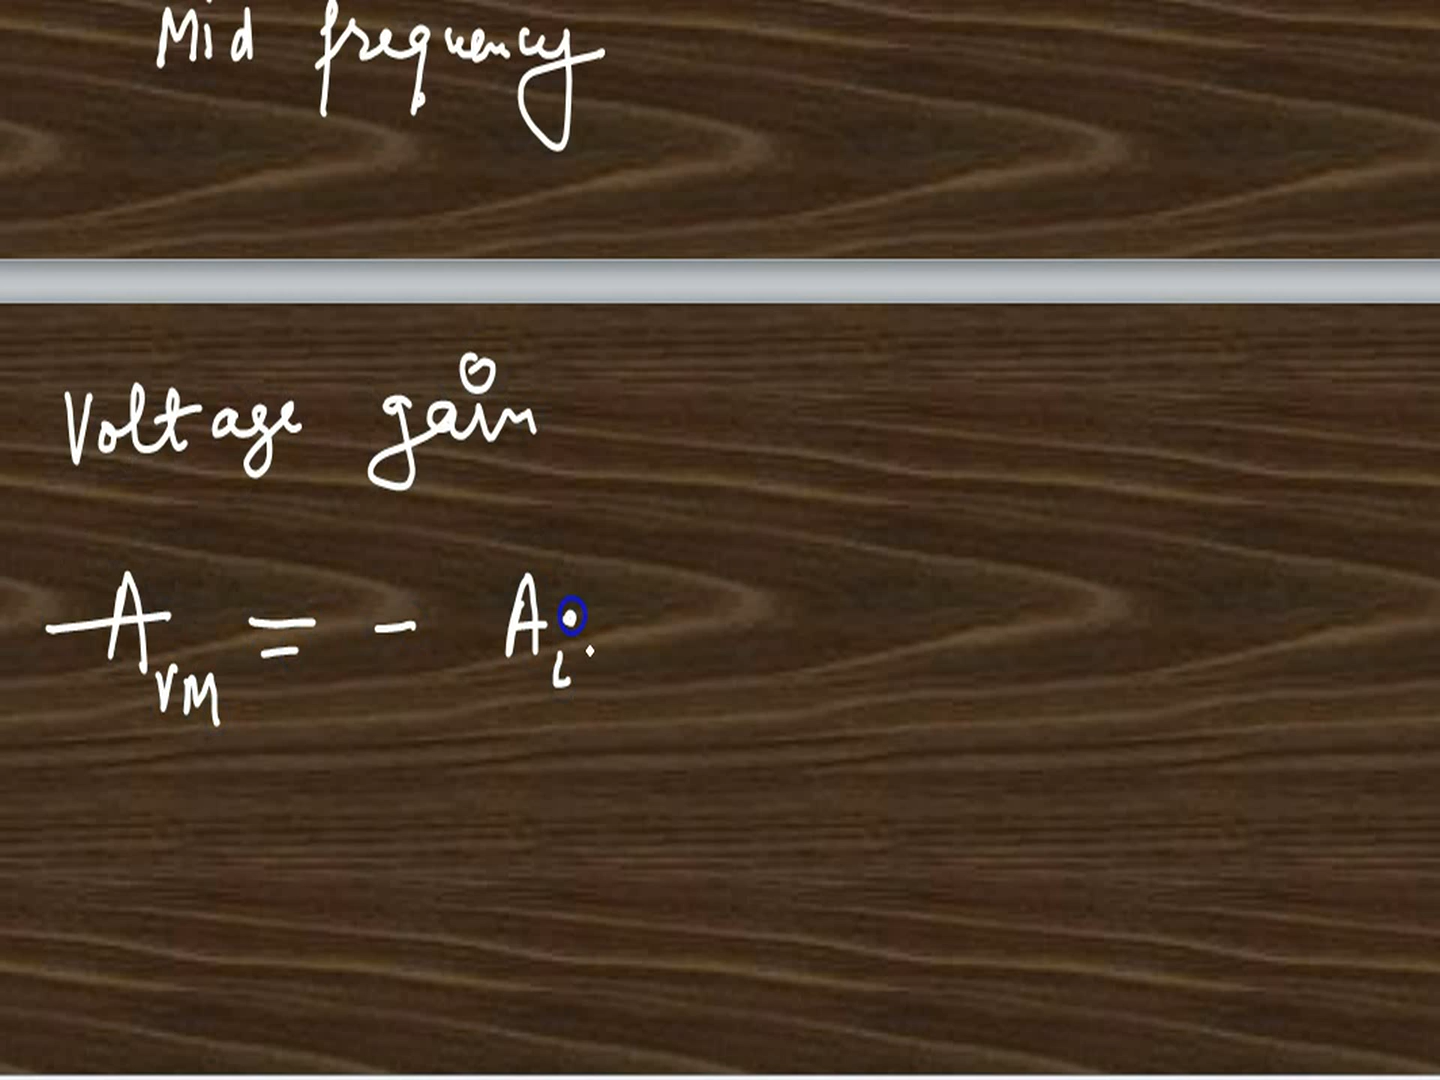 Mid frequency
Voltage gain
A_VM = - A_i